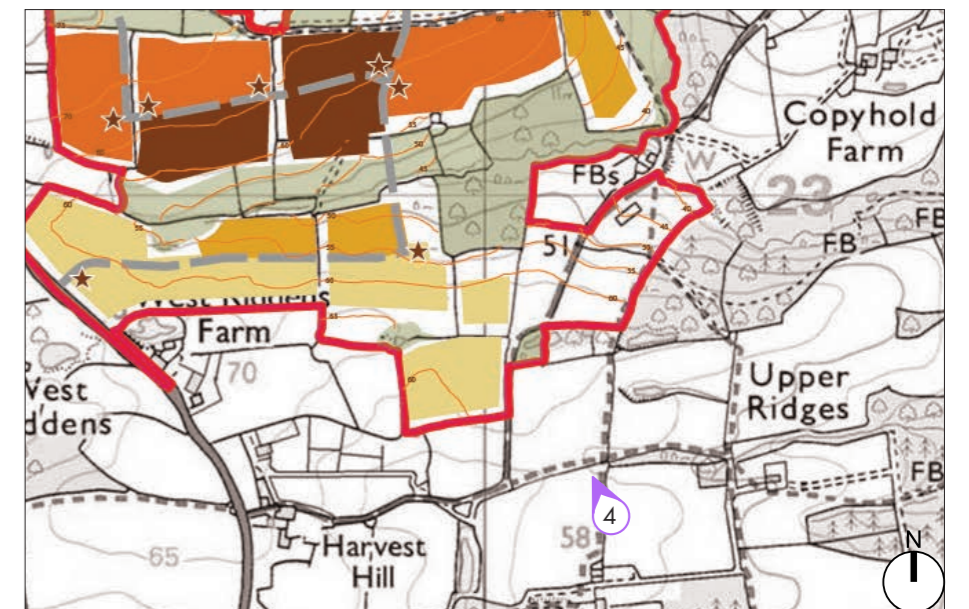 Copyhold
Farm
FBs
W
23
FB
FB
51
West Riddens
Farm
70
West
ddens
Upper
Ridges
FB
4
58
65
Harvest
Hill
N